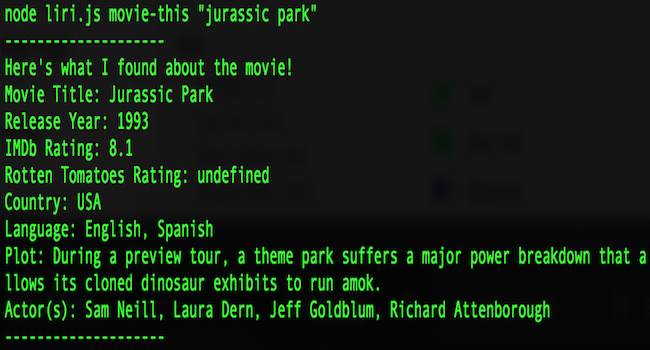 node liri.js movie-this "jurassic park"
--------------------
Here's what I found about the movie!
Movie Title: Jurassic Park
Release Year: 1993
IMDb Rating: 8.1
Rotten Tomatoes Rating: undefined
Country: USA
Language: English, Spanish
Plot: During a preview tour, a theme park suffers a major power breakdown that a
llows its cloned dinosaur exhibits to run amok.
Actor(s): Sam Neill, Laura Dern, Jeff Goldblum, Richard Attenborough
--------------------